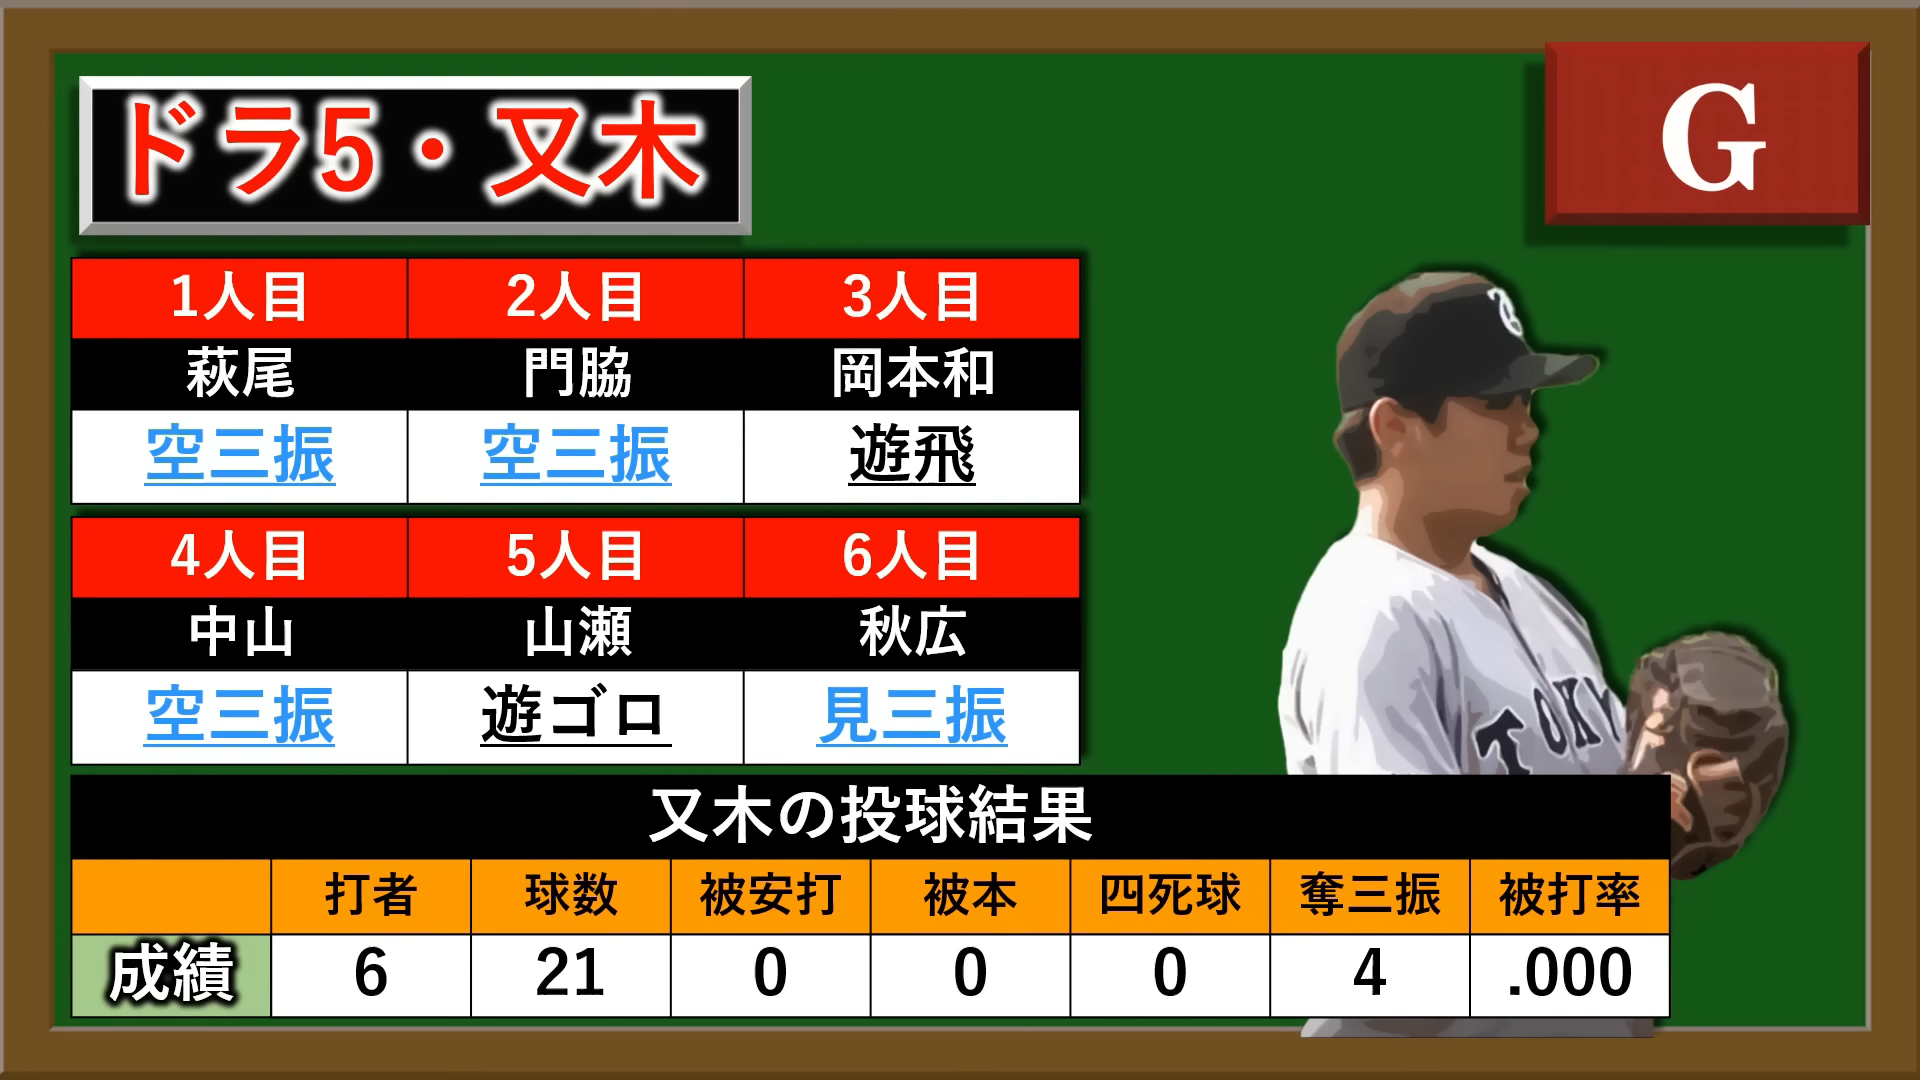 ドラ5・又木
G
1人目 2人目 3人目
萩尾 門脇 岡本和
空三振 空三振 遊飛
4人目 5人目 6人目
中山 山瀬 秋広
空三振 遊ゴロ 見三振
又木の投球結果
打者 球数 被安打 被本 四死球 奪三振 被打率
成績 6 21 0 0 0 4 .000
TOKY